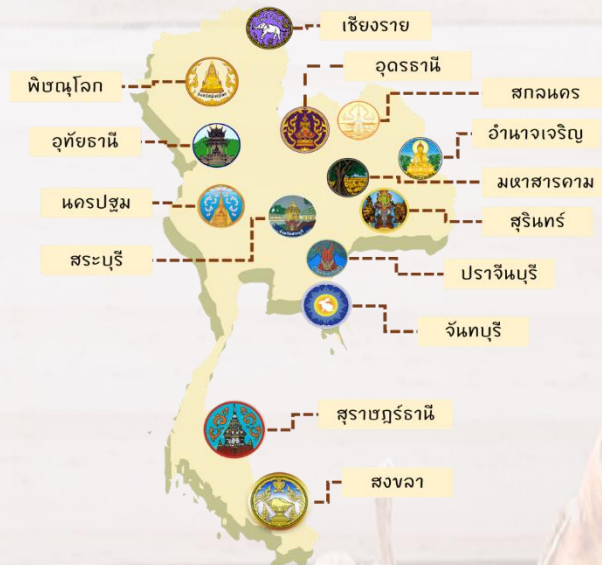 เชียงราย
อุดรธานี
พิษณุโลก
สกลนคร
อุทัยธานี
อำนาจเจริญ
มหาสารคาม
นครปฐม
สุรินทร์
สระบุรี
ปราจีนบุรี
จันทบุรี
สุราษฎร์ธานี
สงขลา